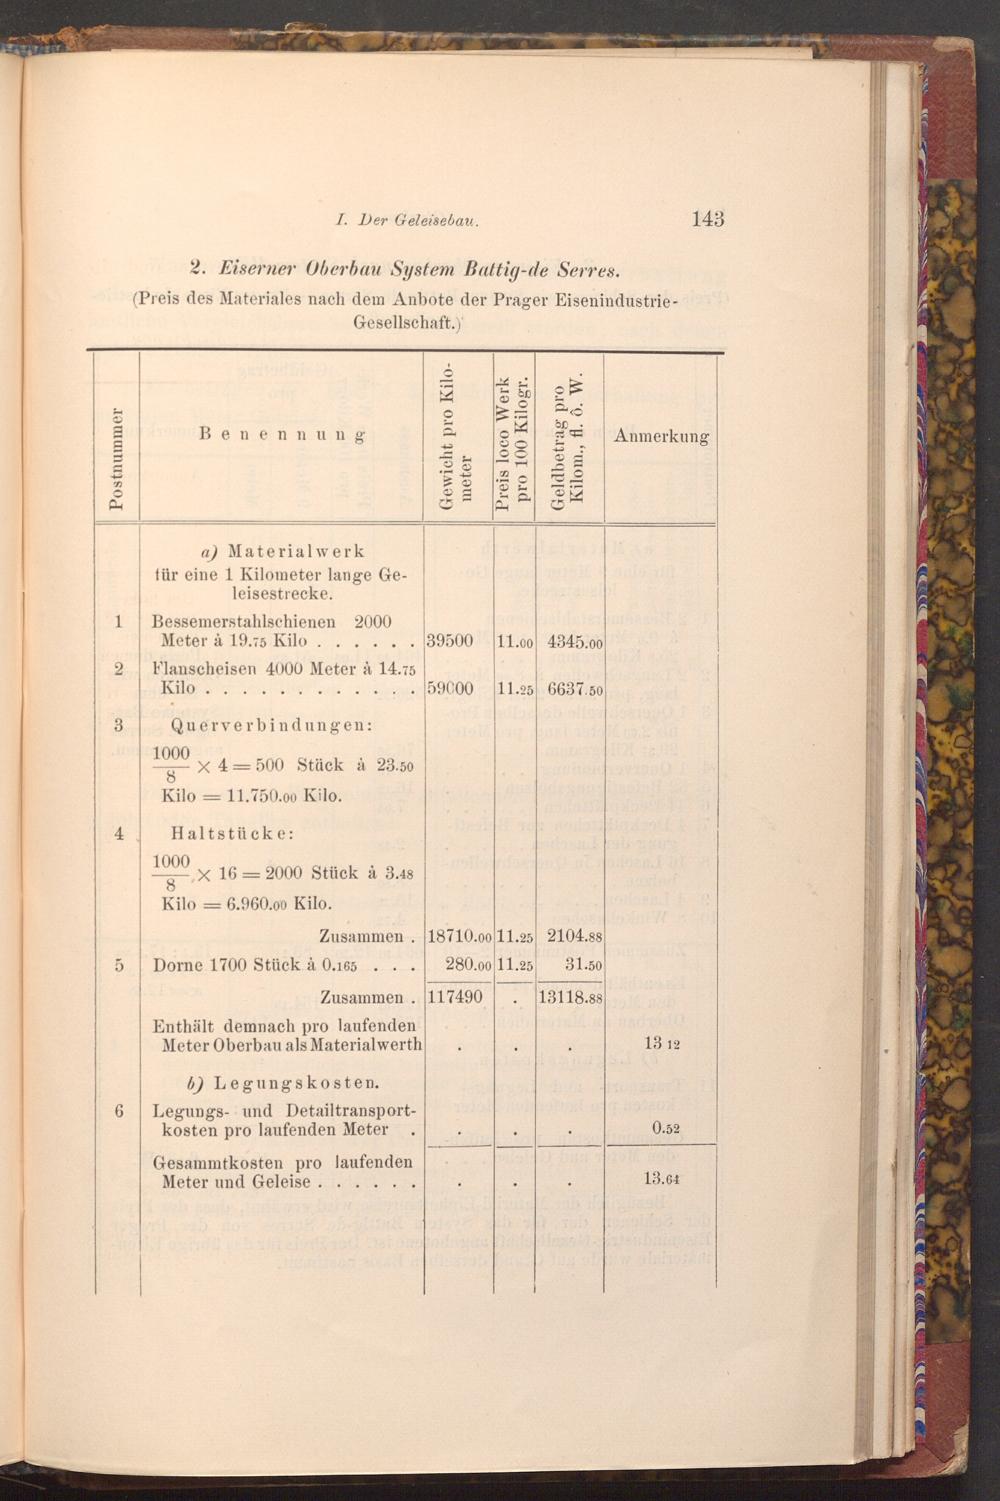 I. Der Geleisebau. 143
2. Eiserner Oberbau System Battig-de Serres.
(Preis des Materiales nach dem Anbote der Prager Eisenindustrie-
Gesellschaft.)
Postnummer
Benennung
Gewicht pro Kilo-
meter
Preis loco Werk
pro 100 Kilogr.
Geldbetrag pro
Kilom., fl. ö. W.
Anmerkung
a) Materialwerk
für eine 1 Kilometer lange Ge-
leisestrecke.
1 Bessemerstahlschienen 2000
Meter à 19.75 Kilo . . . . . . 39500 11.00 4345.00
2 Flanscheisen 4000 Meter à 14.75
Kilo . . . . . . . . . . . . 59000 11.25 6637.50
3 Querverbindungen:
1000/8 × 4 = 500 Stück à 23.50
Kilo = 11.750.00 Kilo.
4 Haltstücke:
1000/8 × 16 = 2000 Stück à 3.48
Kilo = 6.960.00 Kilo.
Zusammen . 18710.00 11.25 2104.88
5 Dorne 1700 Stück à 0.165 . . . 280.00 11.25 31.50
Zusammen . 117490 . 13118.88
Enthält demnach pro laufenden
Meter Oberbau als Materialwerth . . . 13 12
b) Legungskosten.
6 Legungs- und Detailtransport-
kosten pro laufenden Meter . . . . 0.52
Gesammtkosten pro laufenden
Meter und Geleise . . . . . . . . . 13.64